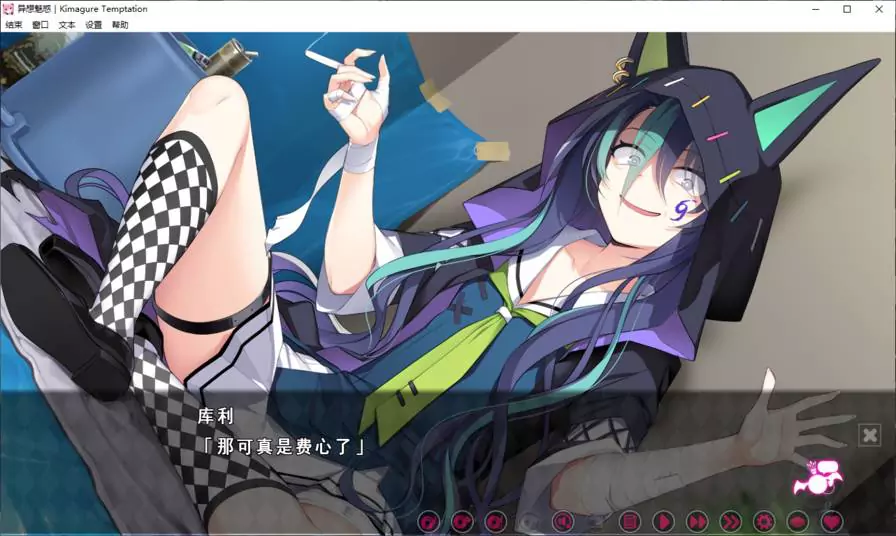 异想魅惑 | Kimagure Temptation
结束 窗口 文本 设置 帮助
库利
「那可真是费心了」